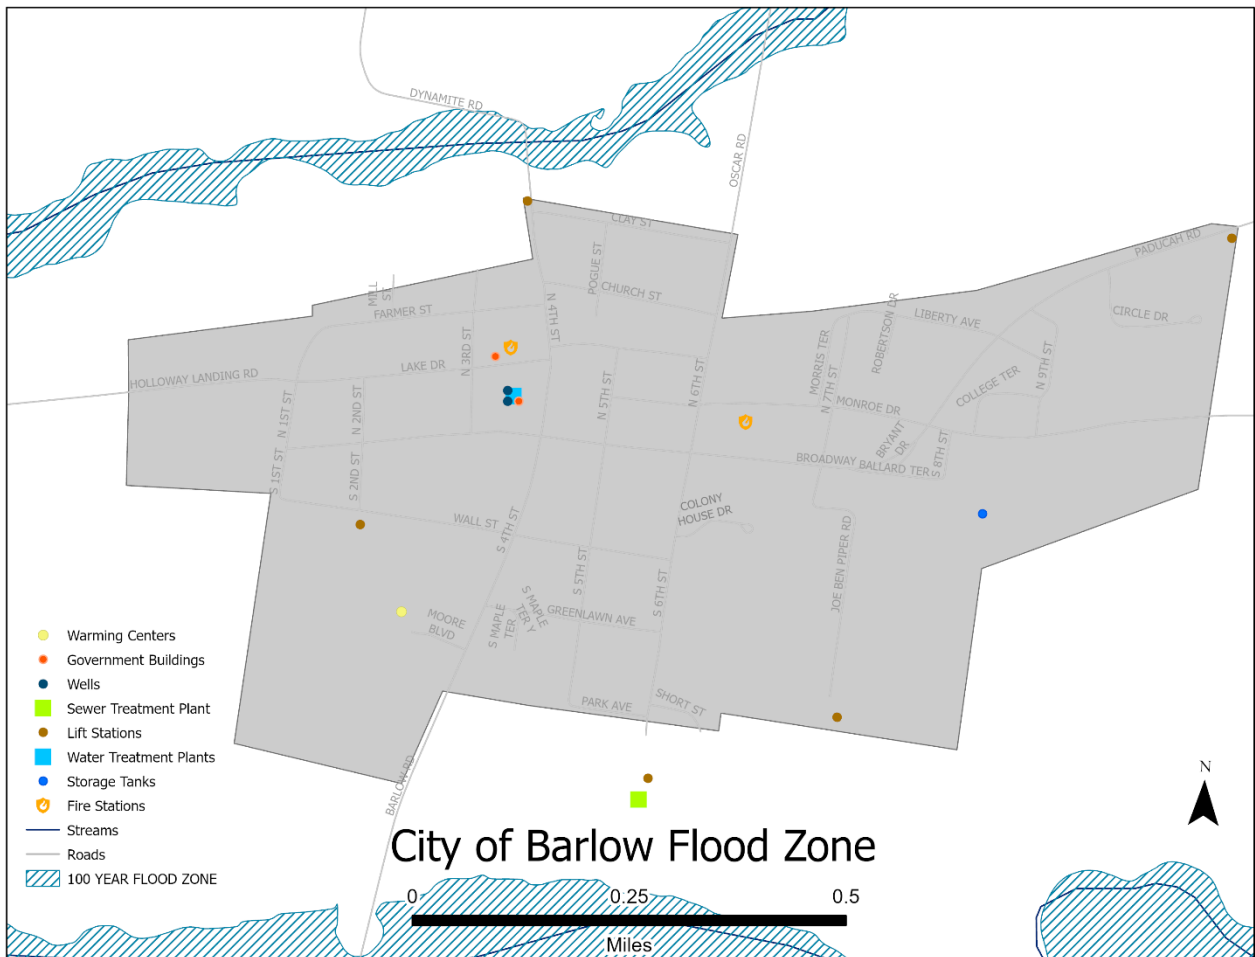 DYNAMITE RD
OSCAR RD
CLAY ST
PADUCAH RD
POGUE ST
CHURCH ST
MILL
ST
FARMER ST
N 4TH ST
CIRCLE DR
LIBERTY AVE
ROBERTSON DR
N 3RD ST
LAKE DR
HOLLOWAY LANDING RD
MORRIS TER
N 9TH ST
COLLEGE TER
N 1ST ST
N 2ND ST
N 5TH ST
N 6TH ST
N 7TH ST
MONROE DR
BRYANT
DR
S 8TH ST
BROADWAY
BALLARD TER
S 1ST ST
S 2ND ST
COLONY
HOUSE DR
WALL ST
S 4TH ST
S 5TH ST
S 6TH ST
JOE BEN PIPER RD
S MAPLE
TER Y
GREENLAWN AVE
MOORE
BLVD
S MAPLE
TER
PARK AVE
SHORT ST
BARLOW RD
Warming Centers
Government Buildings
Wells
Sewer Treatment Plant
Lift Stations
Water Treatment Plants
Storage Tanks
Fire Stations
Streams
Roads
100 YEAR FLOOD ZONE
N
City of Barlow Flood Zone
0 0.25 0.5
Miles